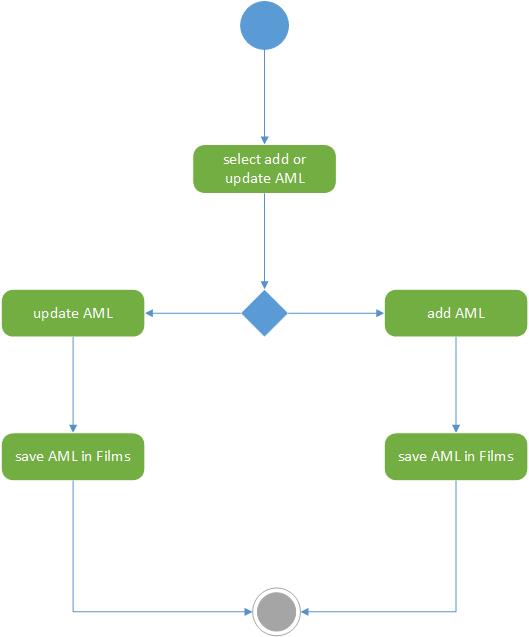 select add or
update AML
update AML
add AML
save AML in Films
save AML in Films